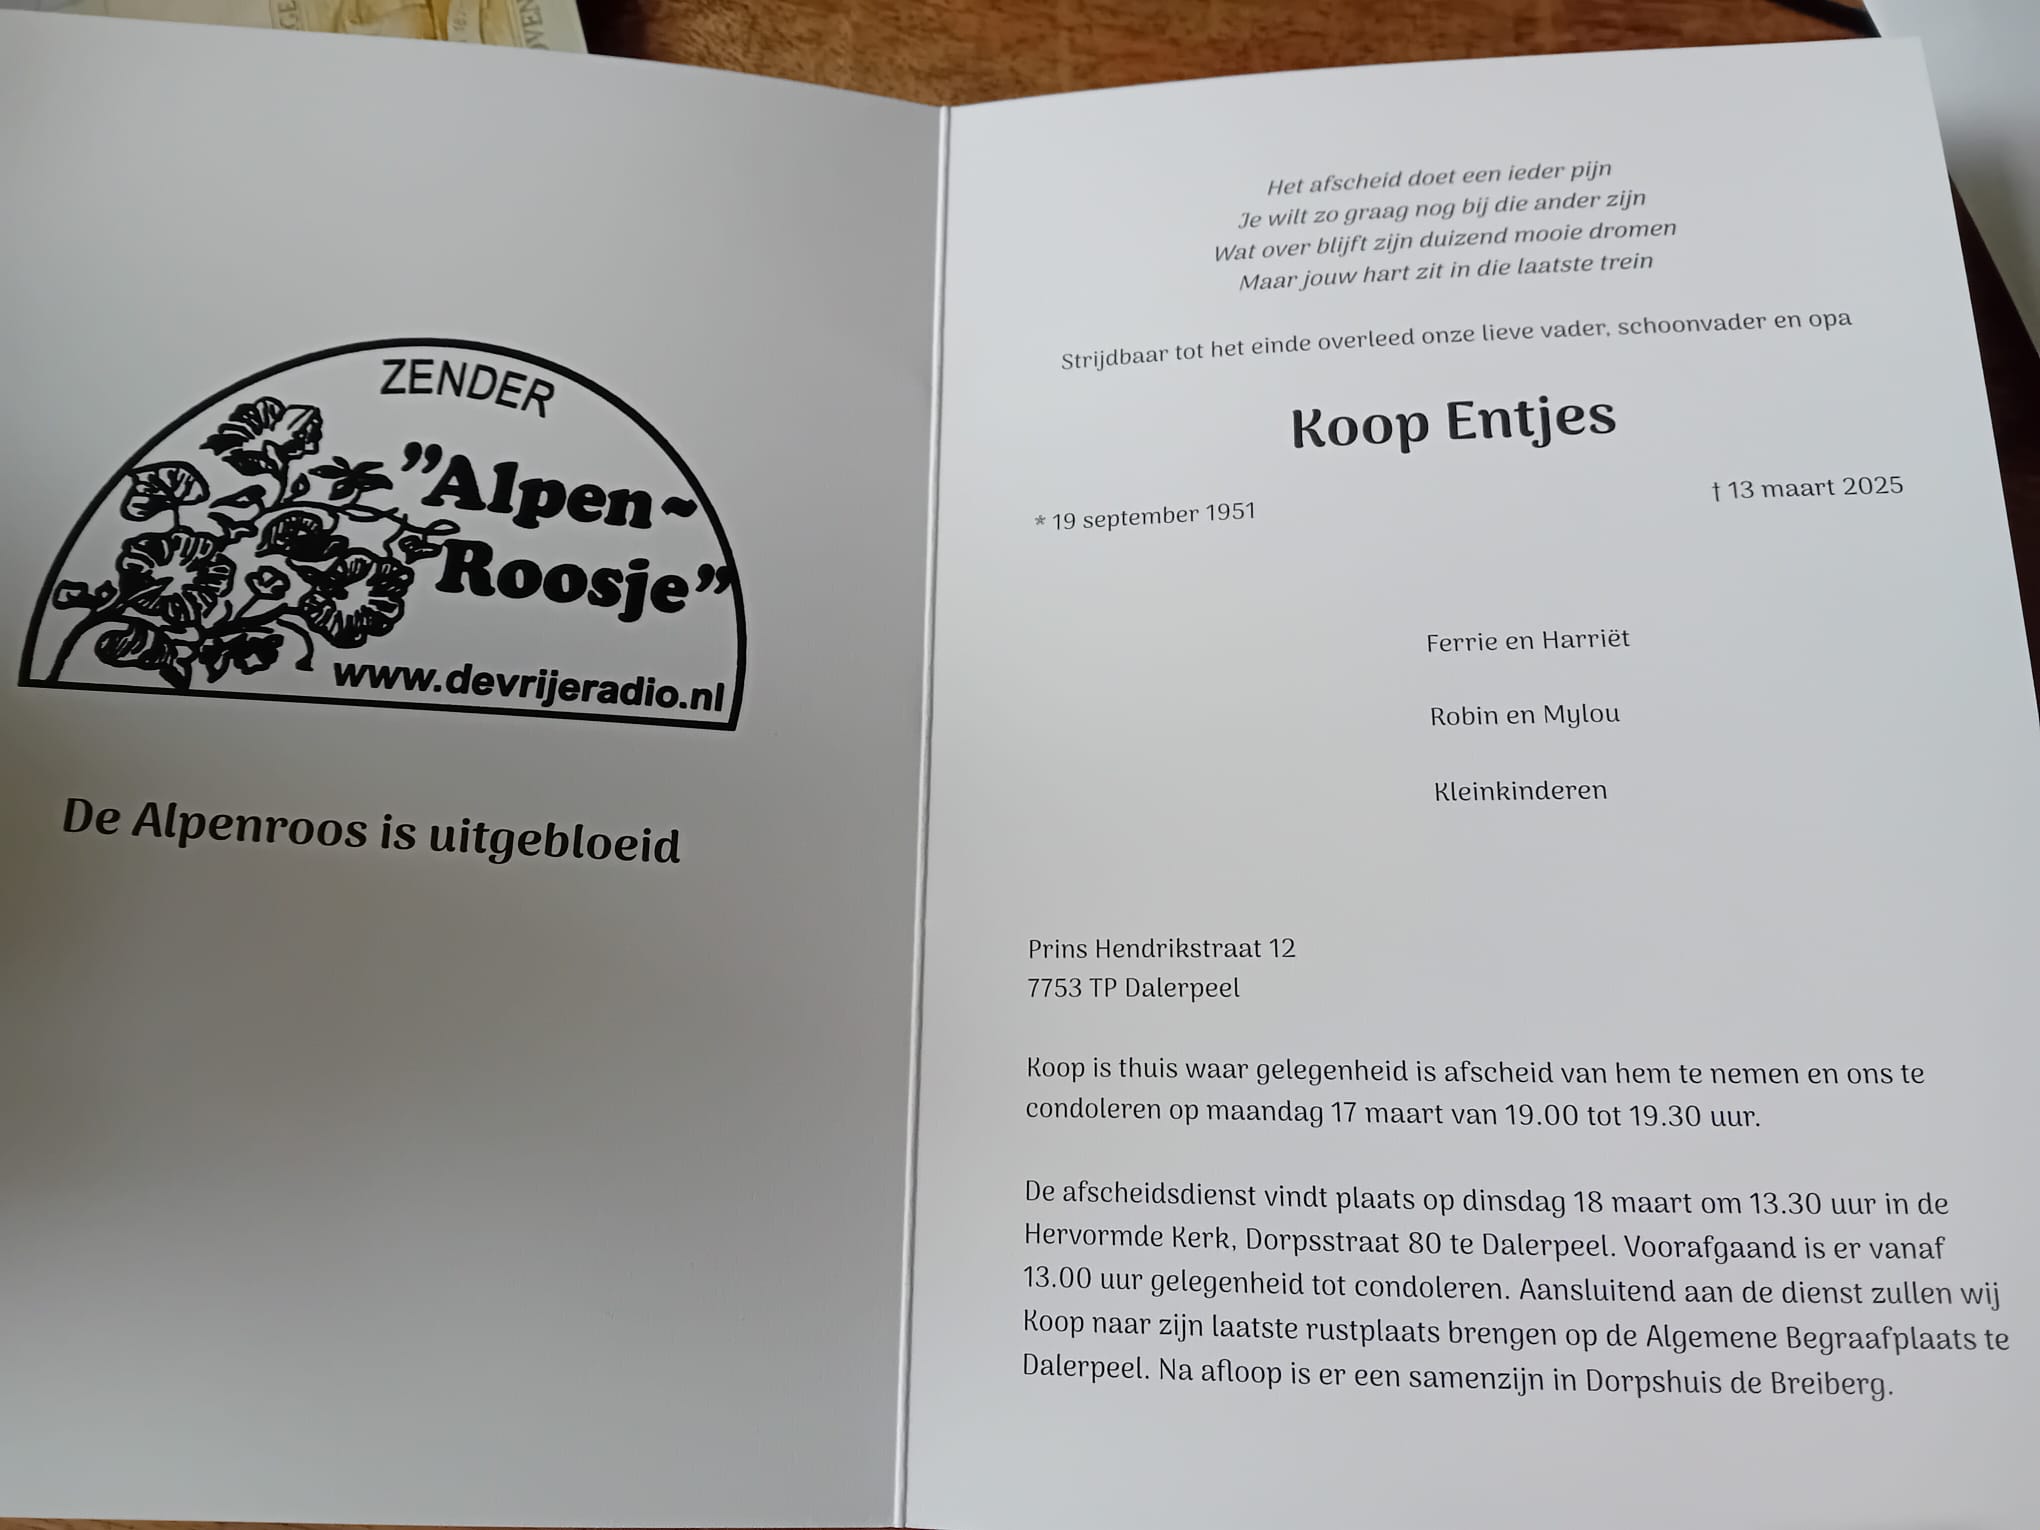 ZENDER
"Alpen~
Roosje"
www.devrijeradio.nl
De Alpenroos is uitgebloeid
Het afscheid doet een ieder pijn
Je wilt zo graag nog bij die ander zijn
Wat over blijft zijn duizend mooie dromen
Maar jouw hart zit in die laatste trein
Strijdbaar tot het einde overleed onze lieve vader, schoonvader en opa
Koop Entjes
* 19 september 1951
† 13 maart 2025
Ferrie en Harriët
Robin en Mylou
Kleinkinderen
Prins Hendrikstraat 12
7753 TP Dalerpeel
Koop is thuis waar gelegenheid is afscheid van hem te nemen en ons te
condoleren op maandag 17 maart van 19.00 tot 19.30 uur.
De afscheidsdienst vindt plaats op dinsdag 18 maart om 13.30 uur in de
Hervormde Kerk, Dorpsstraat 80 te Dalerpeel. Voorafgaand is er vanaf
13.00 uur gelegenheid tot condoleren. Aansluitend aan de dienst zullen wij
Koop naar zijn laatste rustplaats brengen op de Algemene Begraafplaats te
Dalerpeel. Na afloop is er een samenzijn in Dorpshuis de Breiberg.